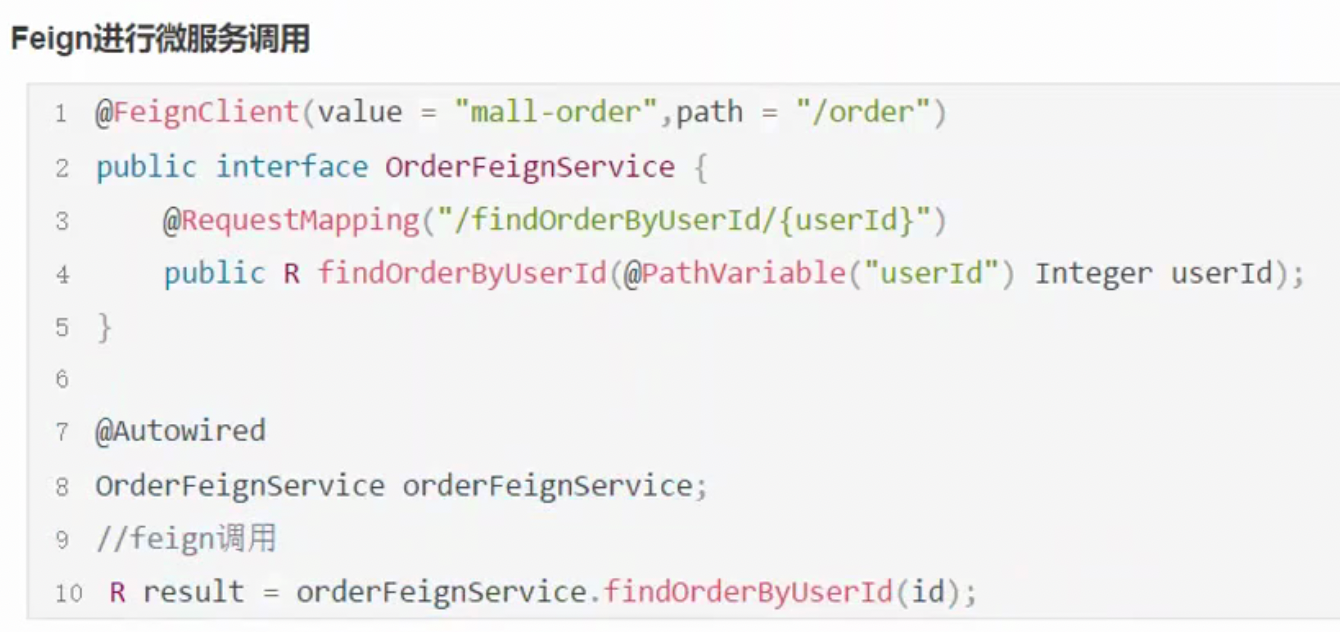 Feign进行微服务调用
1 @FeignClient(value = "mall-order",path = "/order")
2 public interface OrderFeignService {
3     @RequestMapping("/findOrderByUserId/{userId}")
4     public R findOrderByUserId(@PathVariable("userId") Integer userId);
5 }
6
7 @Autowired
8 OrderFeignService orderFeignService;
9 //feign调用
10  R result = orderFeignService.findOrderByUserId(id);